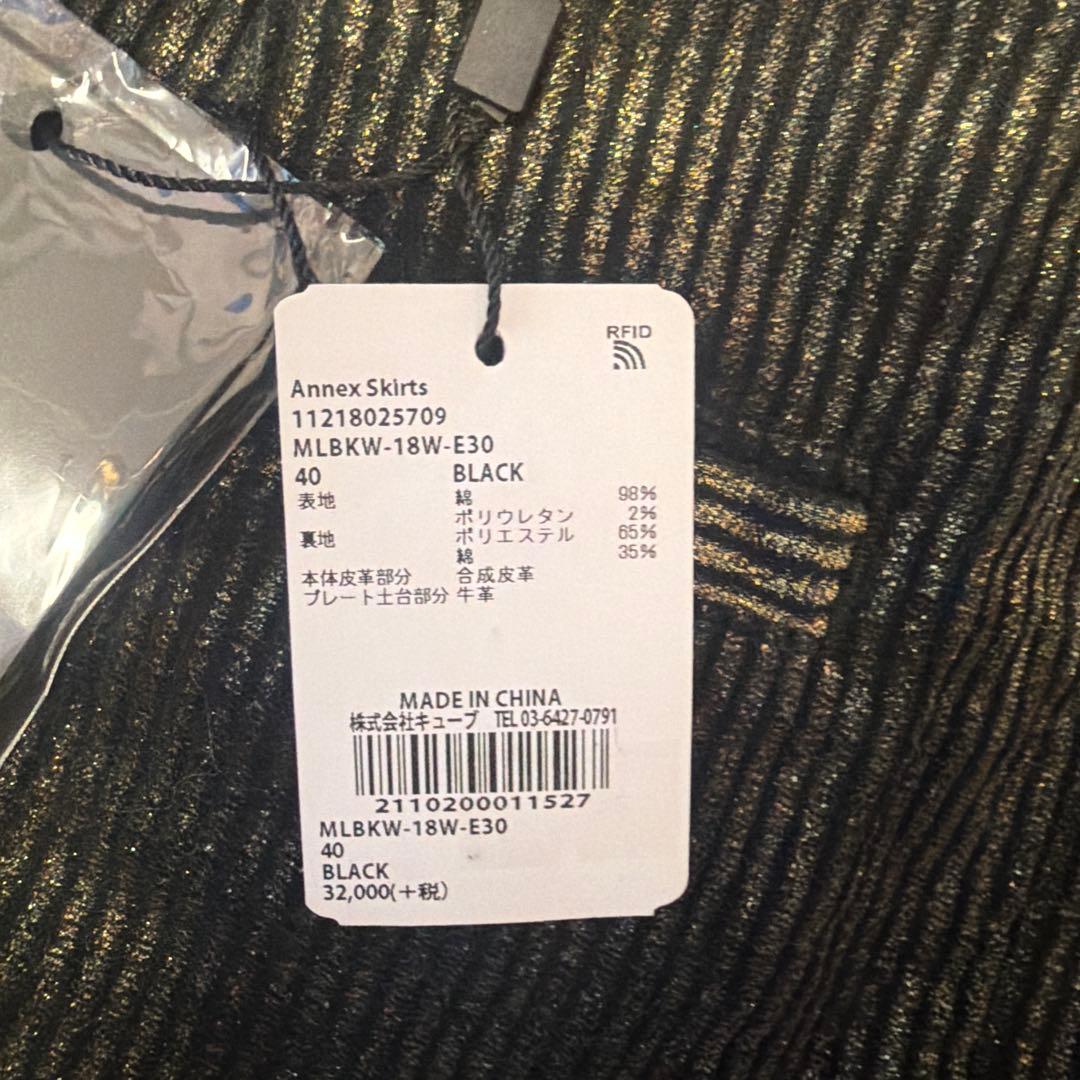 RFID
Annex Skirts
11218025709
MLBKW-18W-E30
40 BLACK
表地 綿 98%
ポリウレタン 2%
裏地 ポリエステル 65%
綿 35%
本体皮革部分 合成皮革
プレート土台部分 牛革
MADE IN CHINA
株式会社キューブ TEL 03-6427-0791
2110200011527
MLBKW-18W-E30
40
BLACK
32,000(+税)